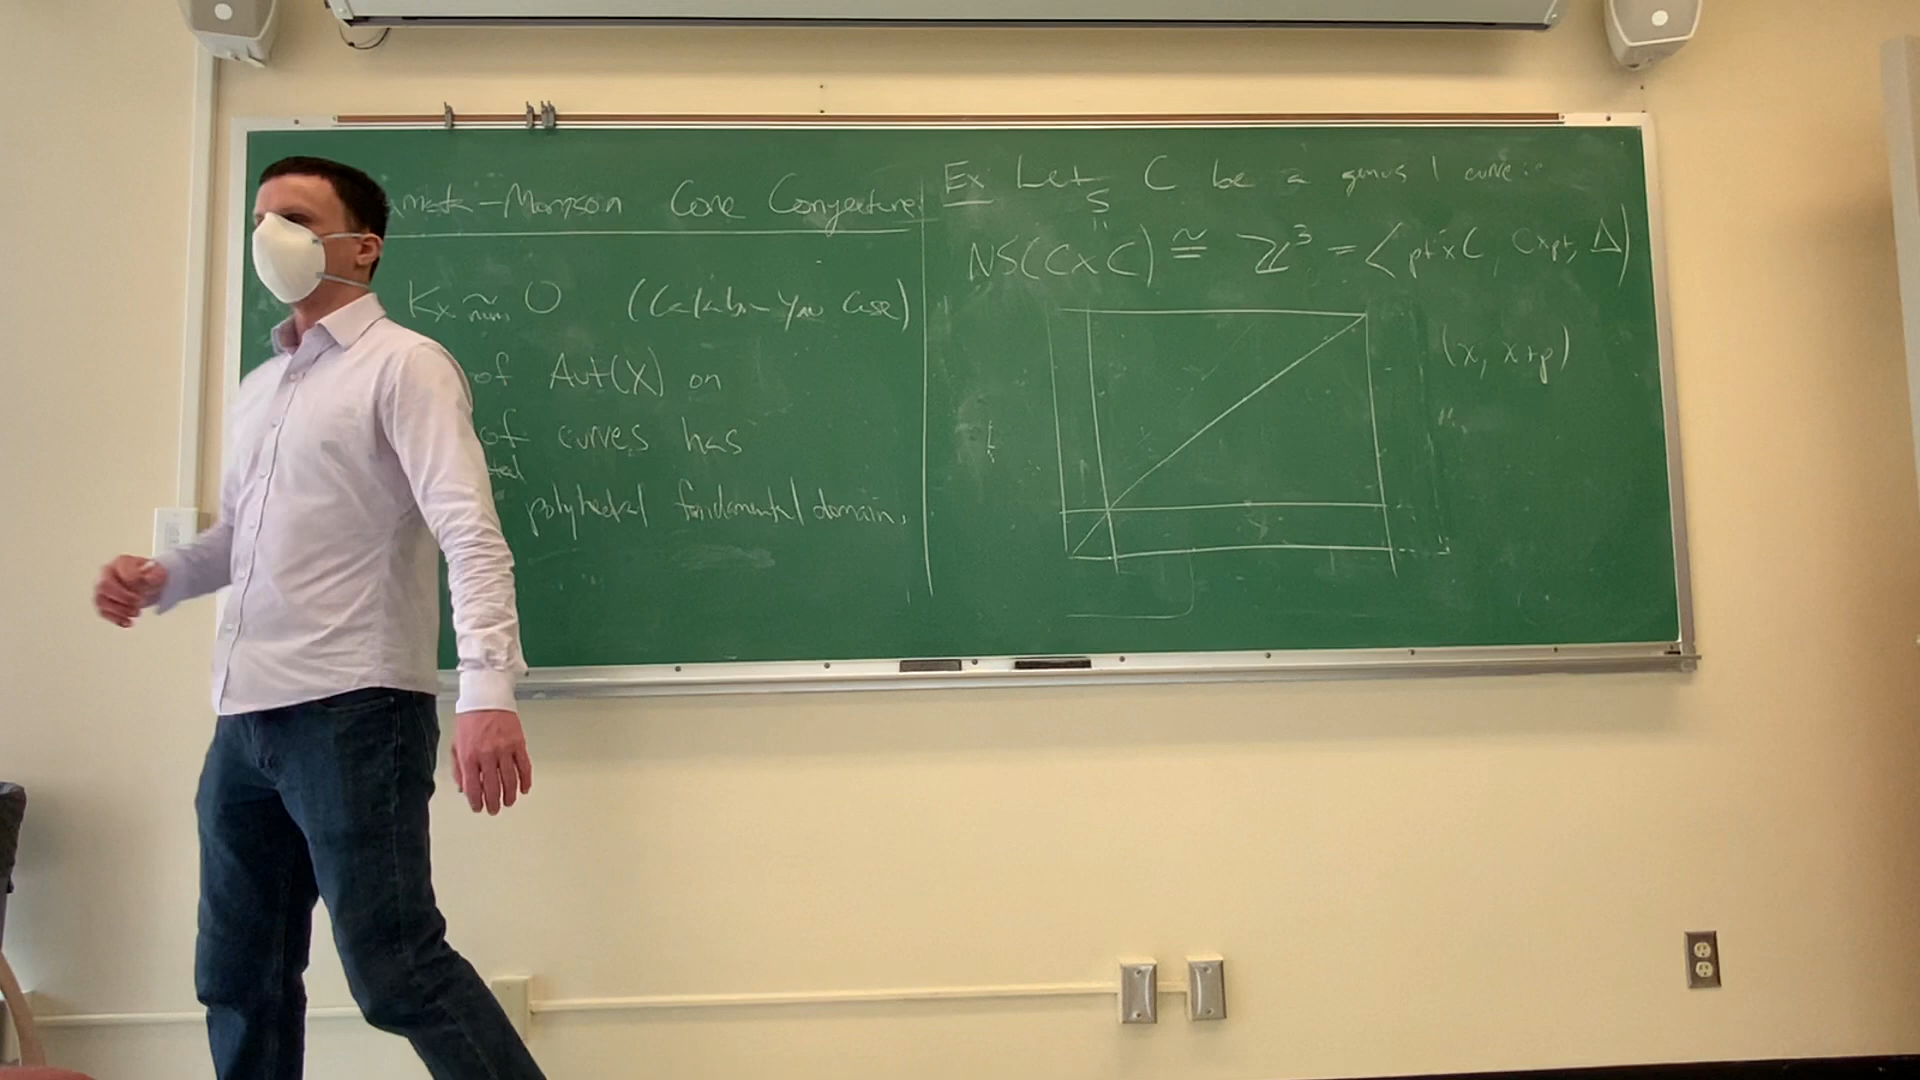 -Morrison Cone Conjecture:
K_X ~num 0 (Calabi-Yau case)
of Aut(X) on
of curves has
polyhedral fundamental domain.
Ex Let C be a genus 1 curve:
S
"
NS(C×C) ≅ ℤ³ = <pt×C, C×pt, Δ>
(x, x+p)